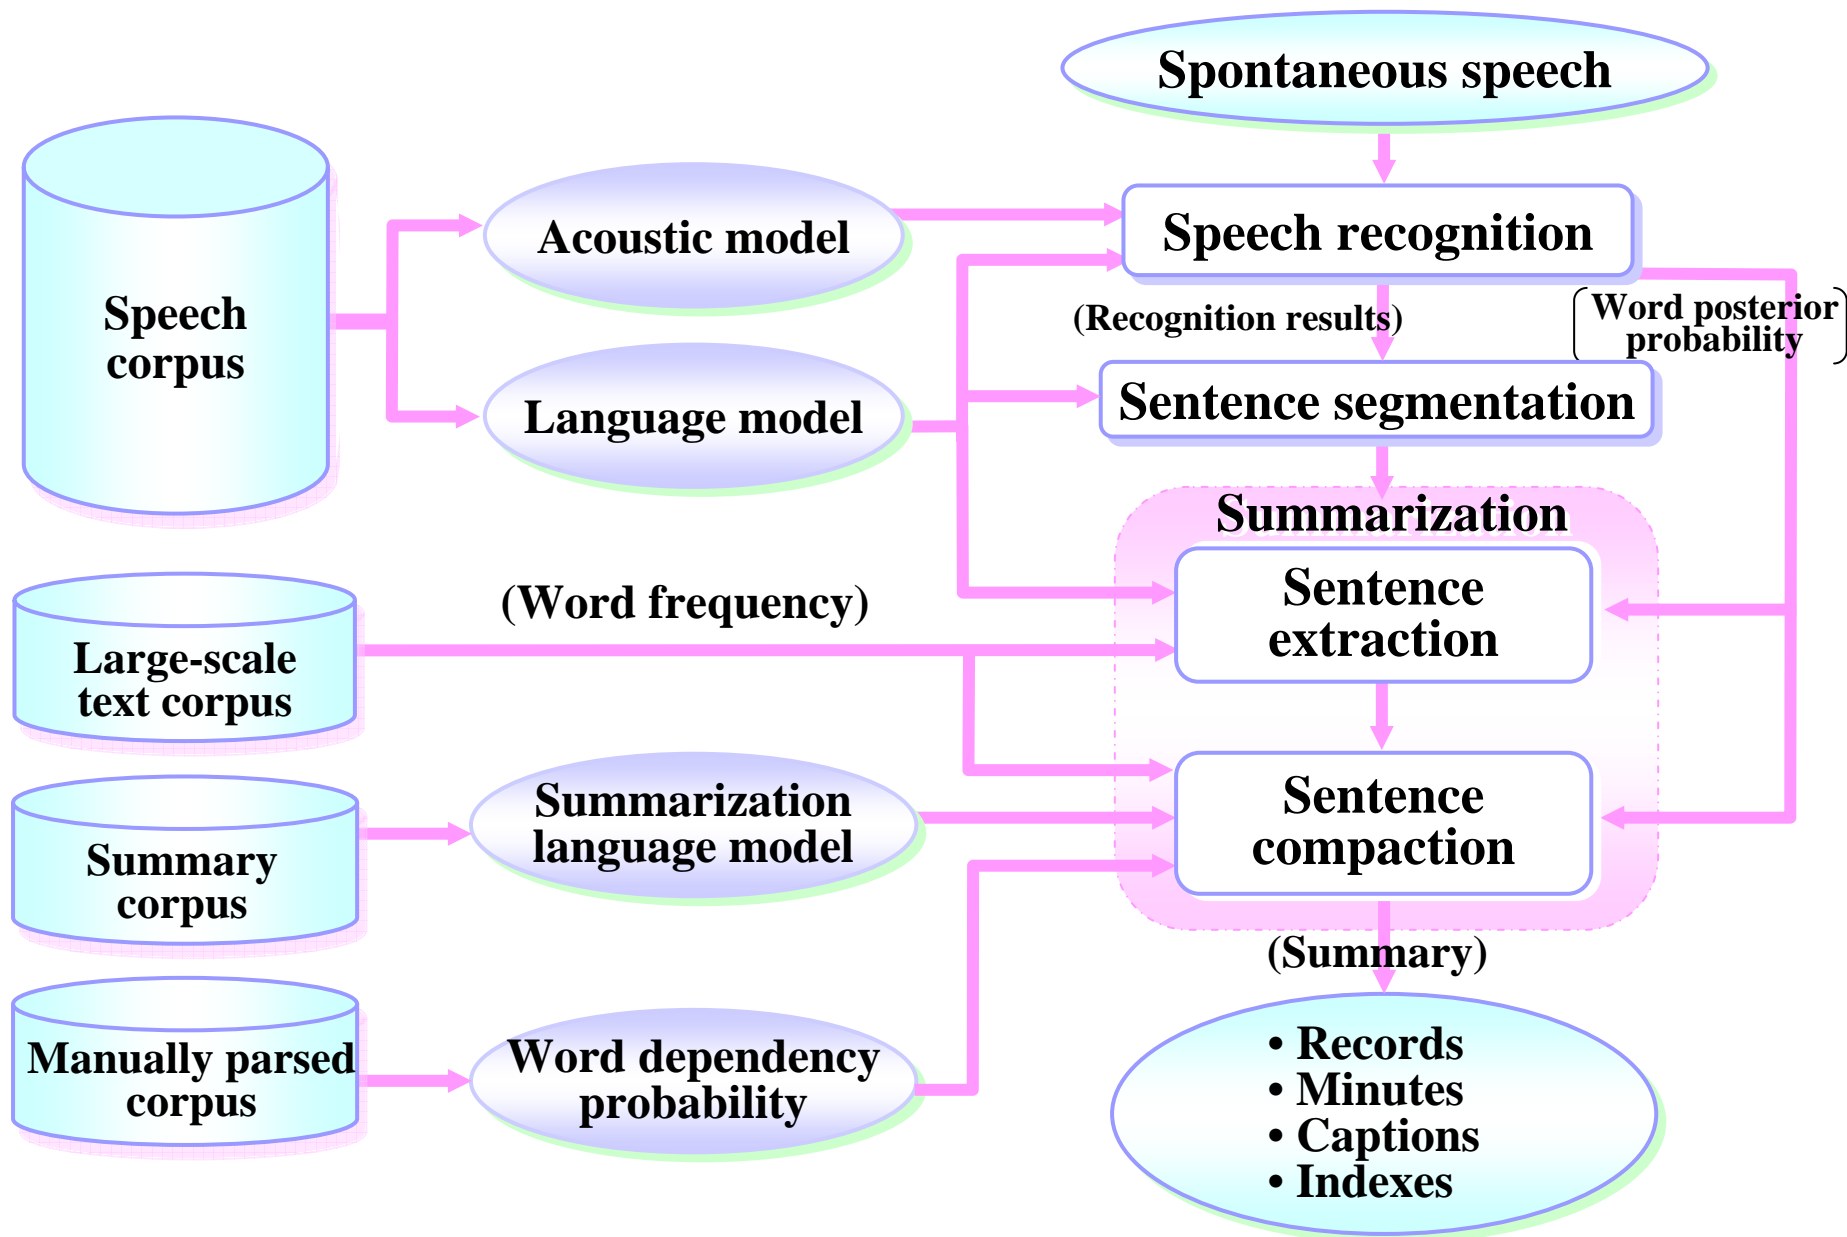 Spontaneous speech
Speech
corpus
Acoustic model
Speech recognition
(Recognition results)
Word posterior
probability
Language model
Sentence segmentation
Summarization
Sentence
extraction
(Word frequency)
Large-scale
text corpus
Summary
corpus
Summarization
language model
Sentence
compaction
(Summary)
Manually parsed
corpus
Word dependency
probability
• Records
• Minutes
• Captions
• Indexes